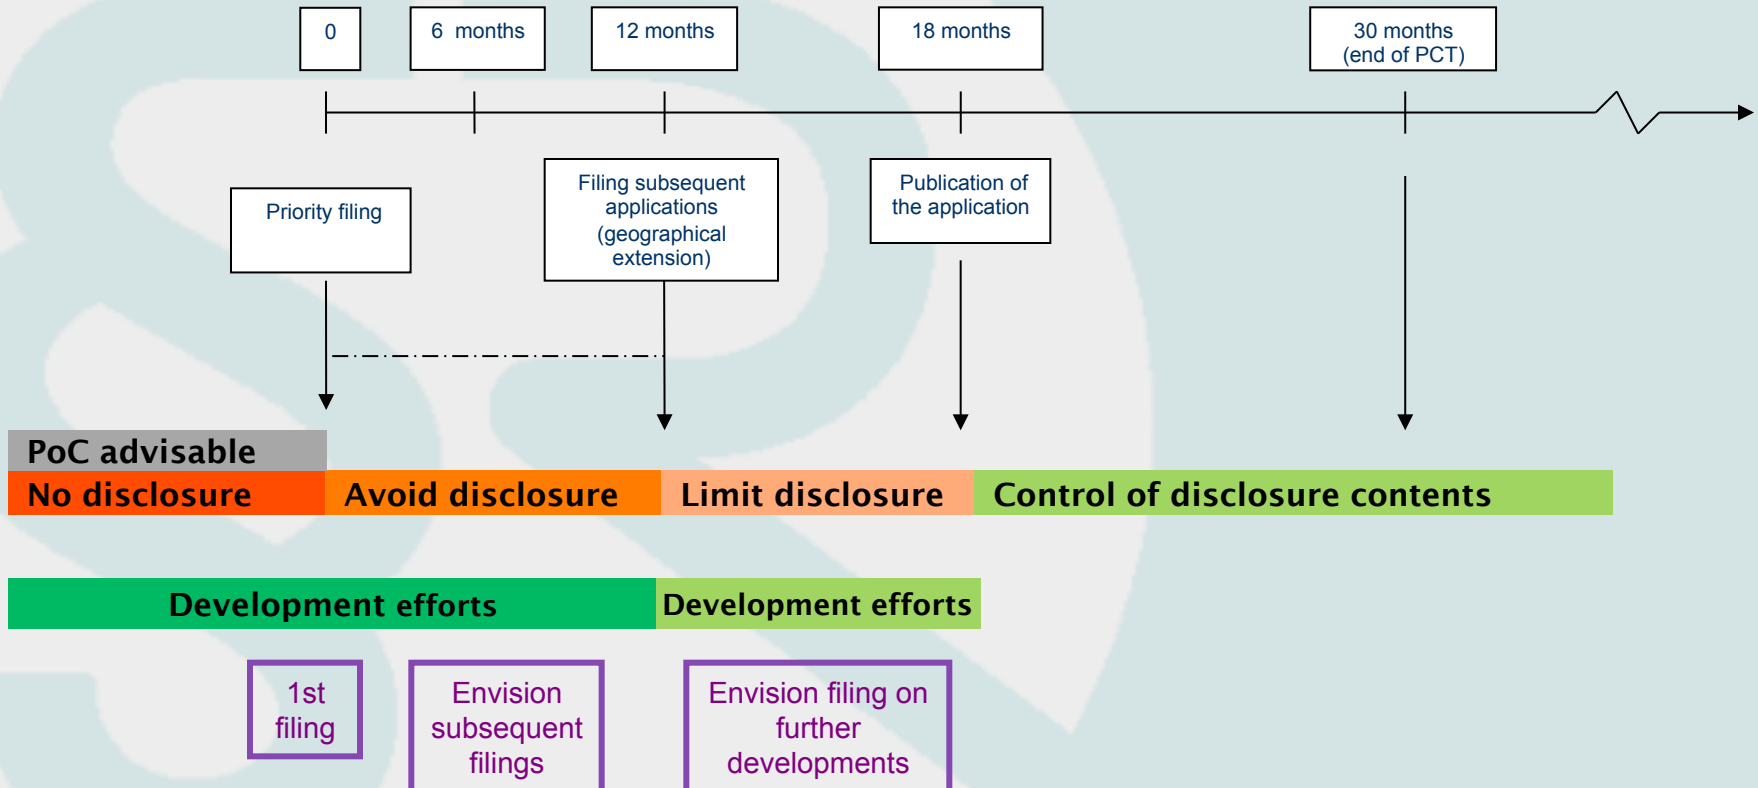 0
6 months
12 months
18 months
30 months
(end of PCT)
Priority filing
Filing subsequent
applications
(geographical
extension)
Publication of
the application
PoC advisable
No disclosure
Avoid disclosure
Limit disclosure
Control of disclosure contents
Development efforts
Development efforts
1st
filing
Envision
subsequent
filings
Envision filing on
further
developments